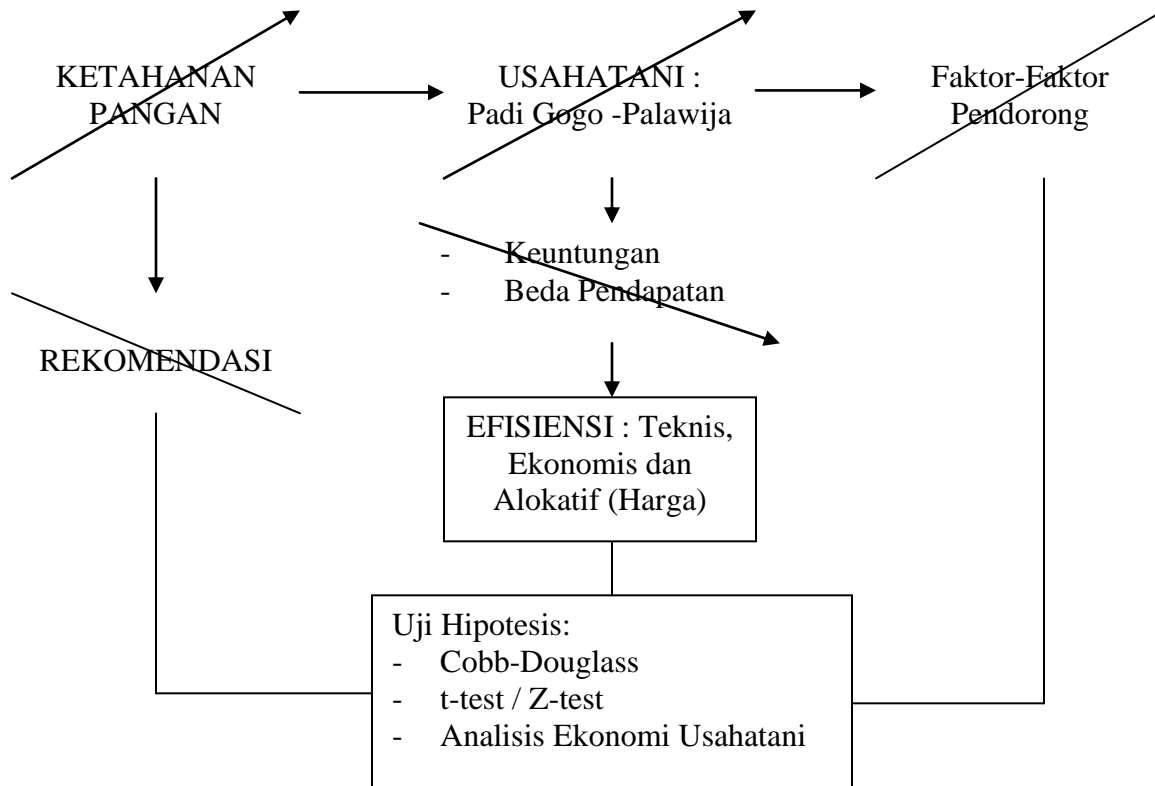 KETAHANAN
PANGAN
USAHATANI :
Padi Gogo -Palawija
Faktor-Faktor
Pendorong
- Keuntungan
- Beda Pendapatan
REKOMENDASI
EFISIENSI : Teknis,
Ekonomis dan
Alokatif (Harga)
Uji Hipotesis:
- Cobb-Douglass
- t-test / Z-test
- Analisis Ekonomi Usahatani